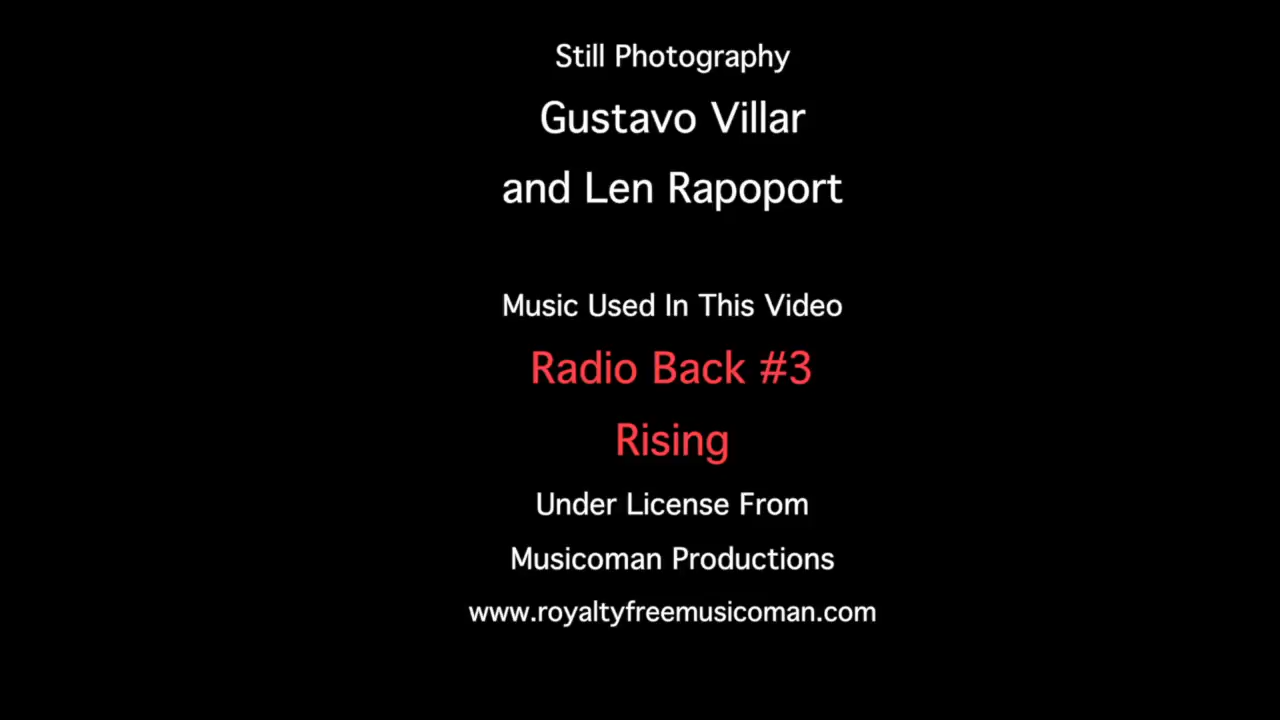 Still Photography
Gustavo Villar
and Len Rapoport
Music Used In This Video
Radio Back #3
Rising
Under License From
Musicoman Productions
www.royaltyfreemusicoman.com